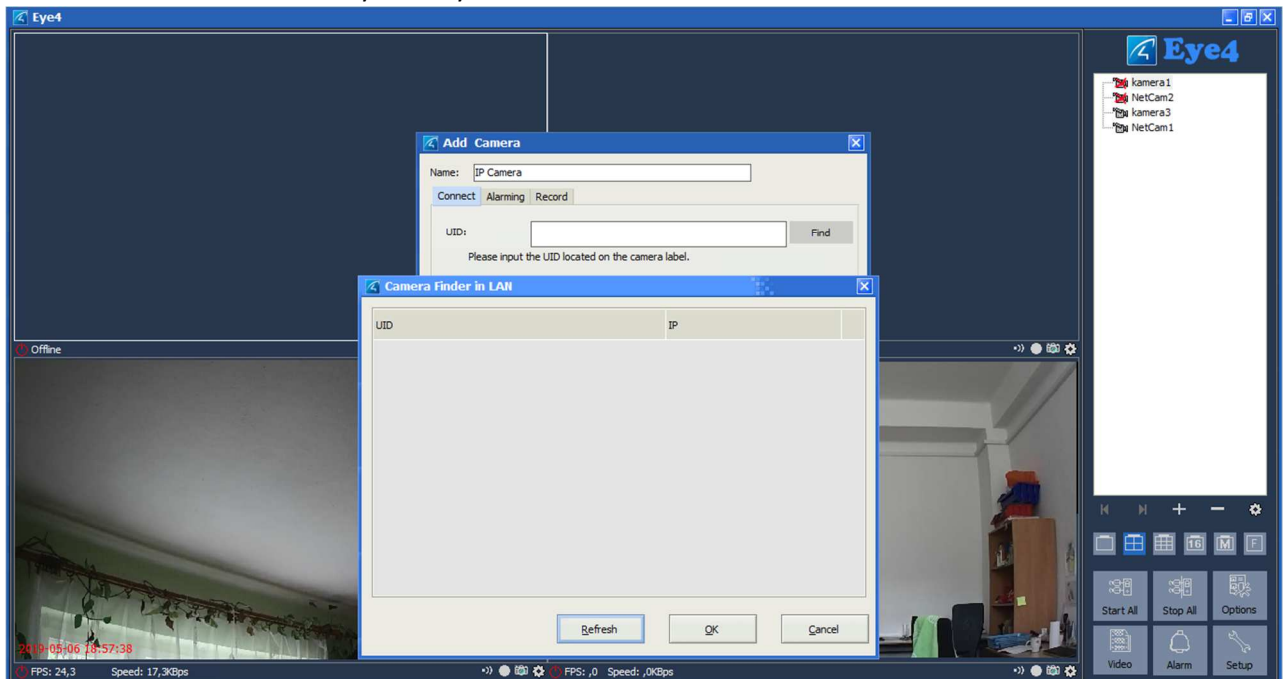 Eye4
Eye4
kamera1
NetCam2
kamera3
NetCam1
Add Camera
Name: IP Camera
Connect Alarming Record
UID: Find
Please input the UID located on the camera label.
Camera Finder in LAN
UID IP
Offline
Refresh OK Cancel
16 M F
Start All Stop All Options
Video Alarm Setup
2019-05-06 18:57:38
FPS: 24,3 Speed: 17,3KBps
FPS: ,0 Speed: ,0KBps